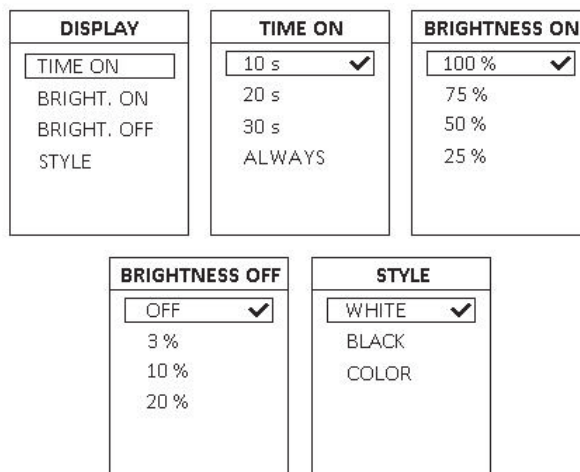 DISPLAY
TIME ON
BRIGHT. ON
BRIGHT. OFF
STYLE
TIME ON
10 s
20 s
30 s
ALWAYS
BRIGHTNESS ON
100 %
75 %
50 %
25 %
BRIGHTNESS OFF
OFF
3 %
10 %
20 %
STYLE
WHITE
BLACK
COLOR